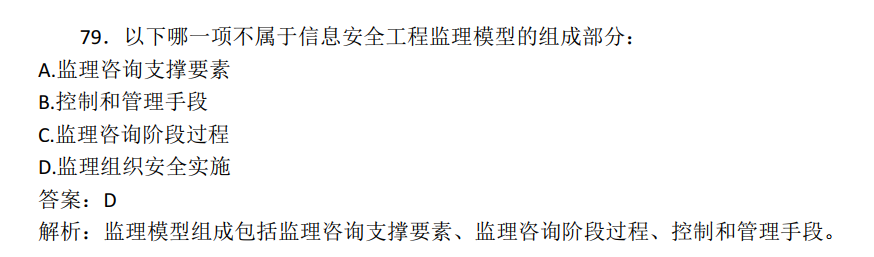 79．以下哪一项不属于信息安全工程监理模型的组成部分：
A.监理咨询支撑要素
B.控制和管理手段
C.监理咨询阶段过程
D.监理组织安全实施
答案：D
解析：监理模型组成包括监理咨询支撑要素、监理咨询阶段过程、控制和管理手段。